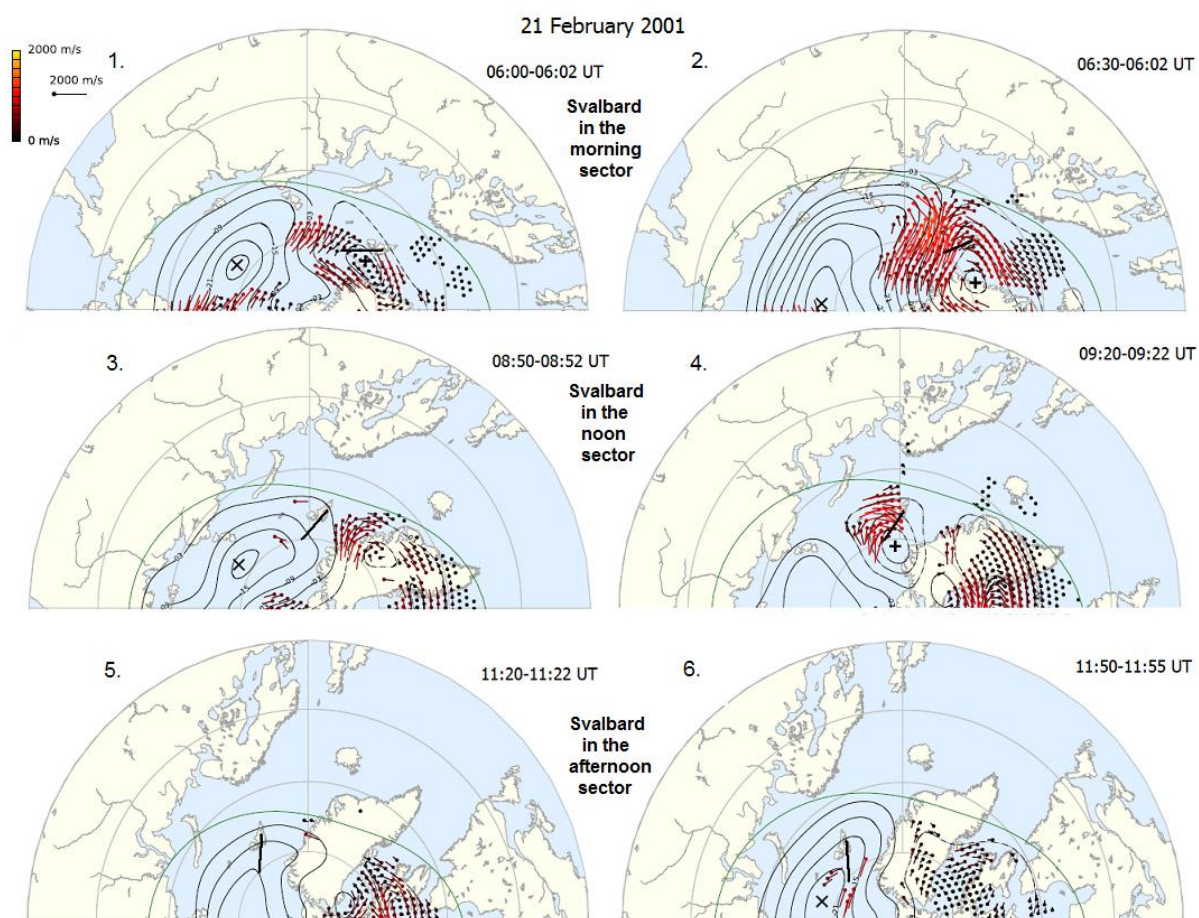 21 February 2001
2000 m/s
2000 m/s
0 m/s
1.
06:00-06:02 UT
Svalbard
in the
morning
sector
2.
06:30-06:02 UT
3.
08:50-08:52 UT
Svalbard
in the
noon
sector
4.
09:20-09:22 UT
5.
11:20-11:22 UT
Svalbard
in the
afternoon
sector
6.
11:50-11:55 UT